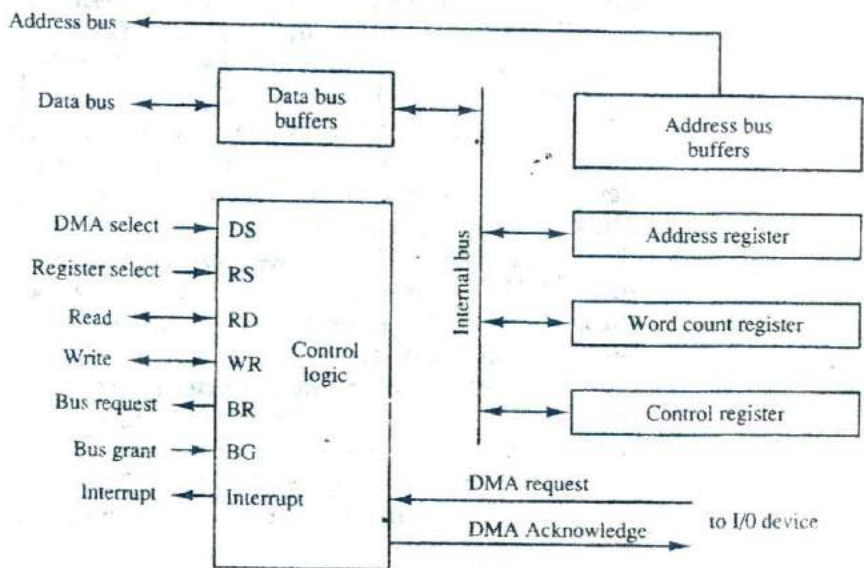 Address bus
Data bus
Data bus
buffers
Address bus
buffers
DMA select
DS
Register select
RS
Read
RD
Write
WR
Bus request
BR
Bus grant
BG
Interrupt
Interrupt
Control
logic
Internal bus
Address register
Word count register
Control register
DMA request
DMA Acknowledge
to I/0 device